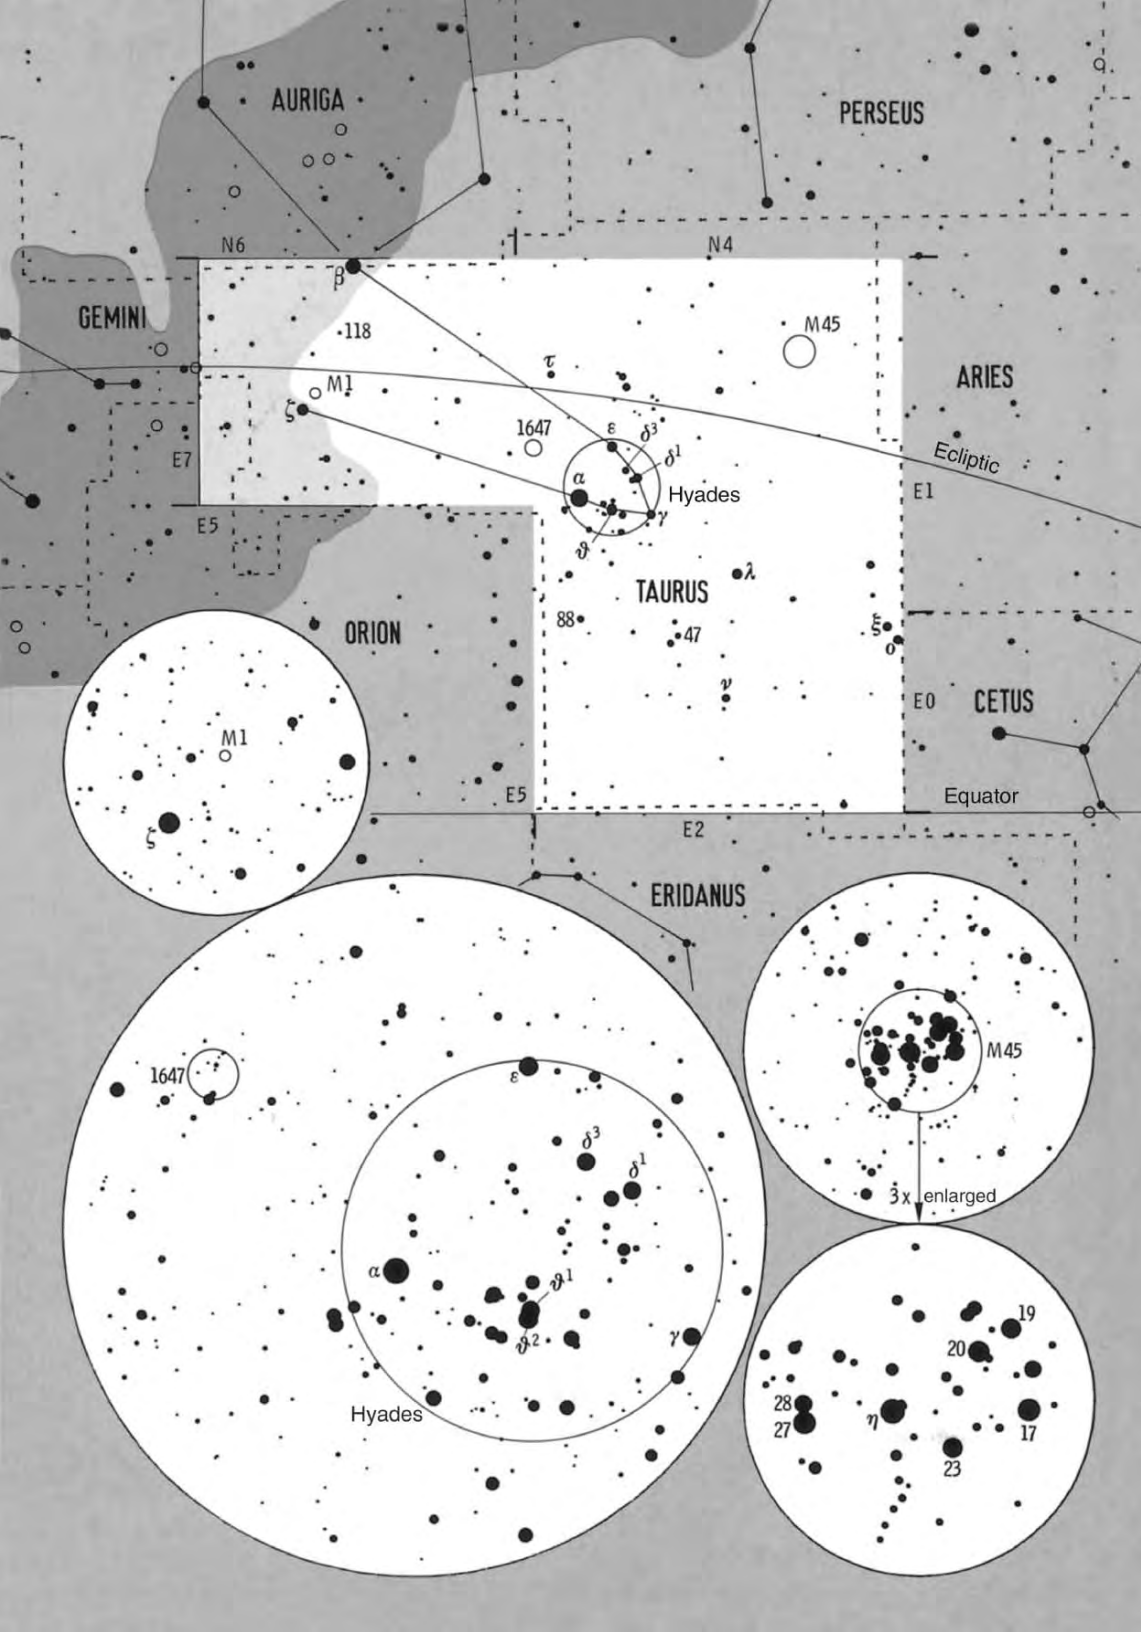 AURIGA
PERSEUS
N6
N4
β
GEMINI
118
M45
τ
M1
ARIES
ζ
1647
ε
δ³
δ¹
Ecliptic
E7
α
Hyades
E1
γ
E5
ϑ
TAURUS
λ
88
ξ
ORION
47
ο
ν
E0
CETUS
M1
E5
Equator
E2
ζ
ERIDANUS
1647
ε
M45
δ³
δ¹
3x enlarged
α
ϑ¹
ϑ²
γ
19
20
Hyades
28
η
27
17
23